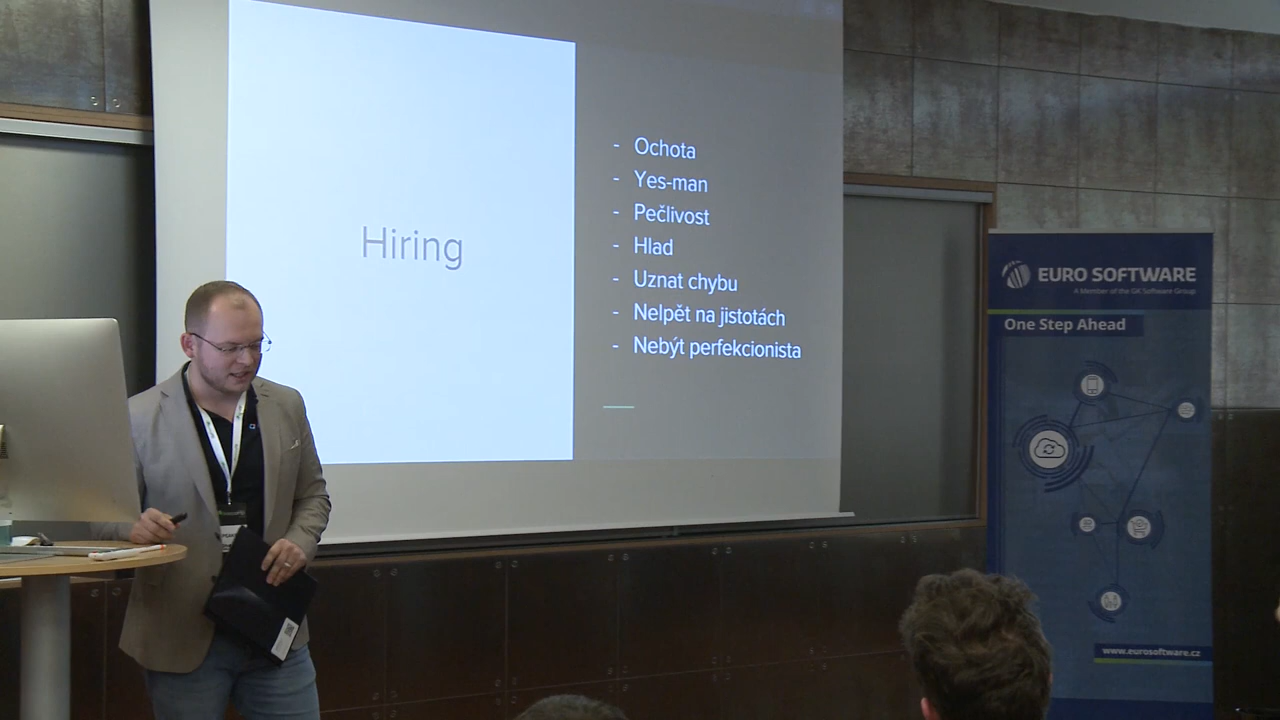 Hiring
- Ochota
- Yes-man
- Pečlivost
- Hlad
- Uznat chybu
- Nelpět na jistotách
- Nebýt perfekcionista
EURO SOFTWARE
A Member of the GK Software Group
One Step Ahead
www.eurosoftware.cz